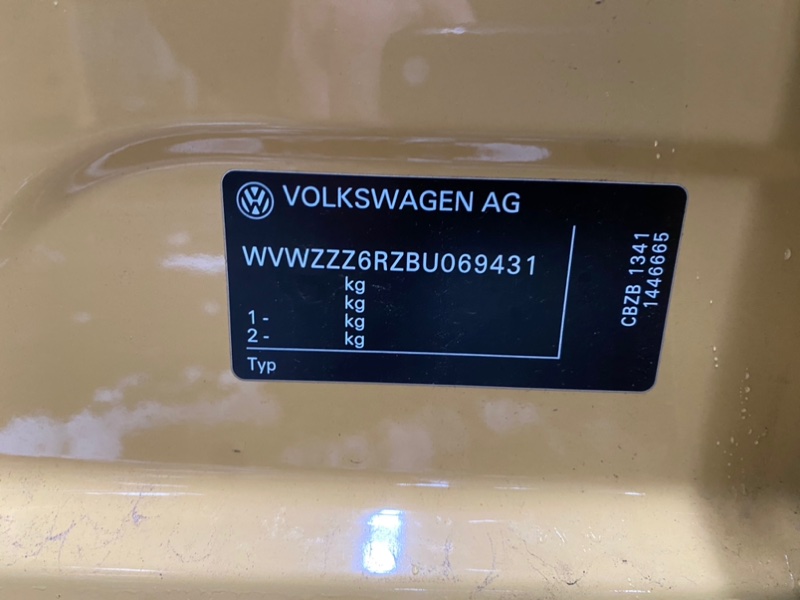 VOLKSWAGEN AG
WVWZZZ6RZBU069431
kg
kg
1 - kg
2 - kg
Typ
CBZB 1341
1446665